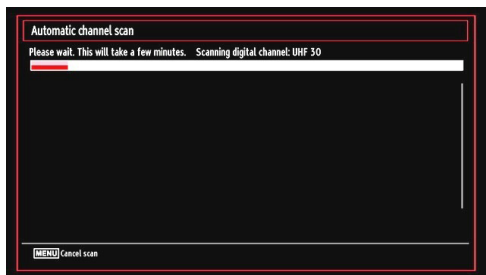 Automatic channel scan
Please wait. This will take a few minutes. Scanning digital channel: UHF 30
MENU Cancel scan